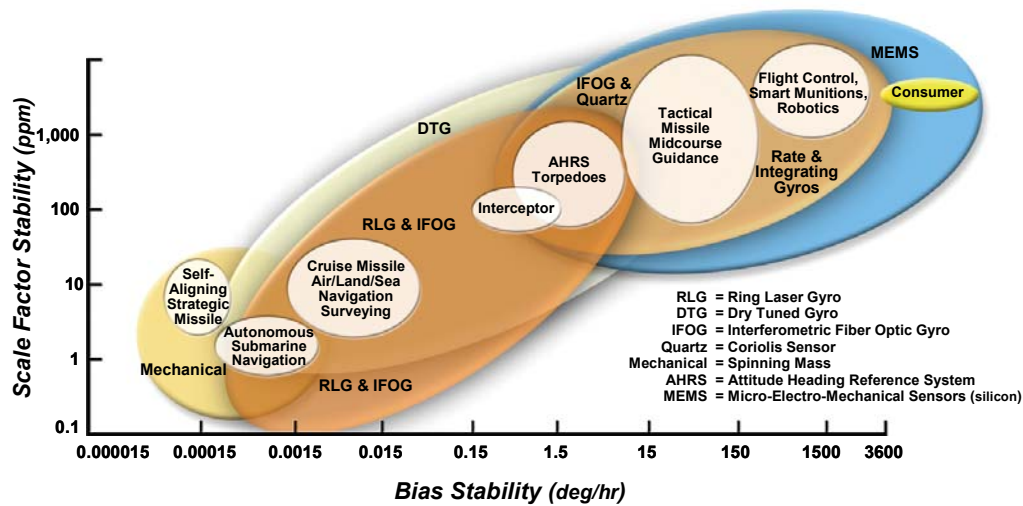 Scale Factor Stability (ppm)
1,000
100
10
1
0.1
0.000015
0.00015
0.0015
0.015
0.15
1.5
15
150
1500
3600
Bias Stability (deg/hr)
MEMS
IFOG &
Quartz
Flight Control,
Smart Munitions,
Robotics
Consumer
DTG
Tactical
Missile
Midcourse
Guidance
AHRS
Torpedoes
Rate &
Integrating
Gyros
Interceptor
RLG & IFOG
Self-
Aligning
Strategic
Missile
Cruise Missile
Air/Land/Sea
Navigation
Surveying
Autonomous
Submarine
Navigation
Mechanical
RLG & IFOG
RLG = Ring Laser Gyro
DTG = Dry Tuned Gyro
IFOG = Interferometric Fiber Optic Gyro
Quartz = Coriolis Sensor
Mechanical = Spinning Mass
AHRS = Attitude Heading Reference System
MEMS = Micro-Electro-Mechanical Sensors (silicon)